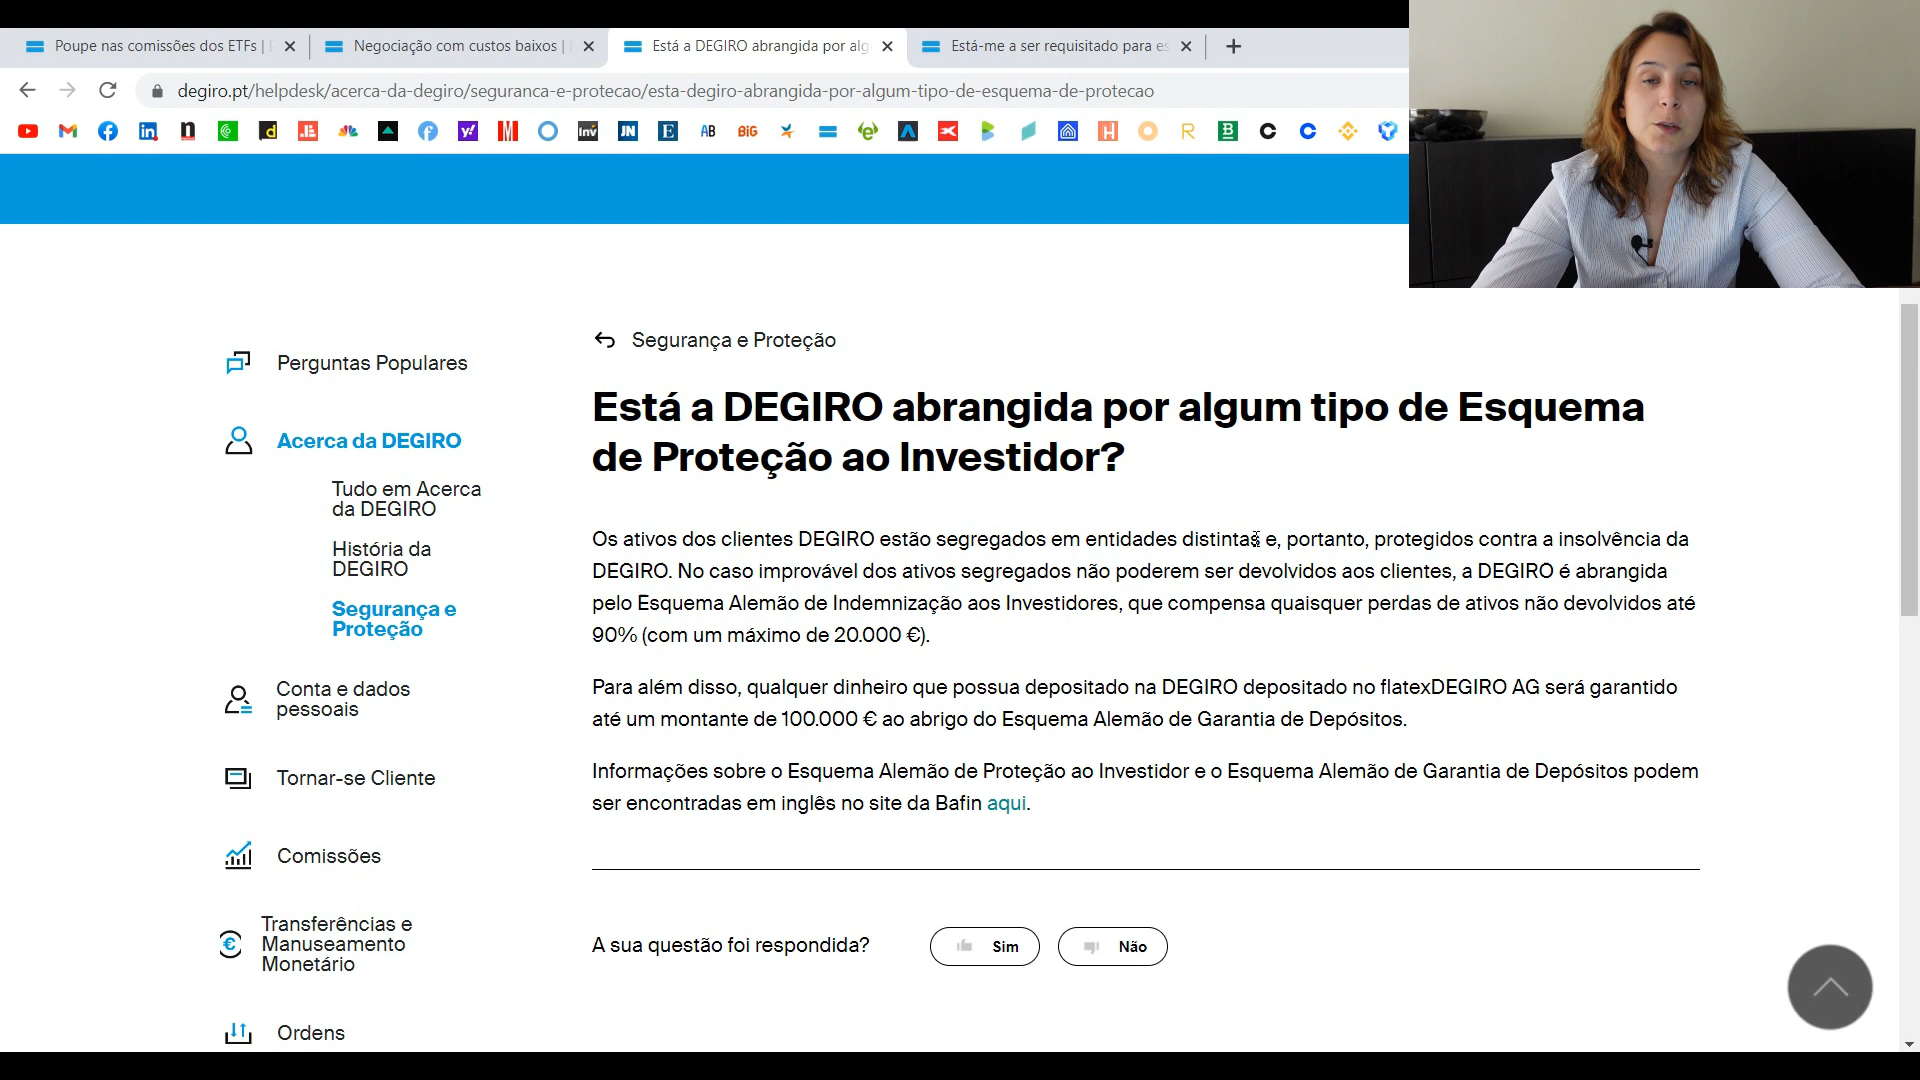 Poupe nas comissões dos ETFs |
Negociação com custos baixos |
Está a DEGIRO abrangida por alg
Está-me a ser requisitado para es
degiro.pt/helpdesk/acerca-da-degiro/seguranca-e-protecao/esta-degiro-abrangida-por-algum-tipo-de-esquema-de-protecao
in
n
d
JE
f
y!
M
Inv
JN
E
AB
BiG
H
R
B
C
C
Segurança e Proteção
Perguntas Populares
Acerca da DEGIRO
Tudo em Acerca
da DEGIRO
História da
DEGIRO
Segurança e
Proteção
Conta e dados
pessoais
Tornar-se Cliente
Comissões
Transferências e
Manuseamento
Monetário
Ordens
Está a DEGIRO abrangida por algum tipo de Esquema
de Proteção ao Investidor?
Os ativos dos clientes DEGIRO estão segregados em entidades distintas e, portanto, protegidos contra a insolvência da
DEGIRO. No caso improvável dos ativos segregados não poderem ser devolvidos aos clientes, a DEGIRO é abrangida
pelo Esquema Alemão de Indemnização aos Investidores, que compensa quaisquer perdas de ativos não devolvidos até
90% (com um máximo de 20.000 €).
Para além disso, qualquer dinheiro que possua depositado na DEGIRO depositado no flatexDEGIRO AG será garantido
até um montante de 100.000 € ao abrigo do Esquema Alemão de Garantia de Depósitos.
Informações sobre o Esquema Alemão de Proteção ao Investidor e o Esquema Alemão de Garantia de Depósitos podem
ser encontradas em inglês no site da Bafin aqui.
A sua questão foi respondida?
Sim
Não